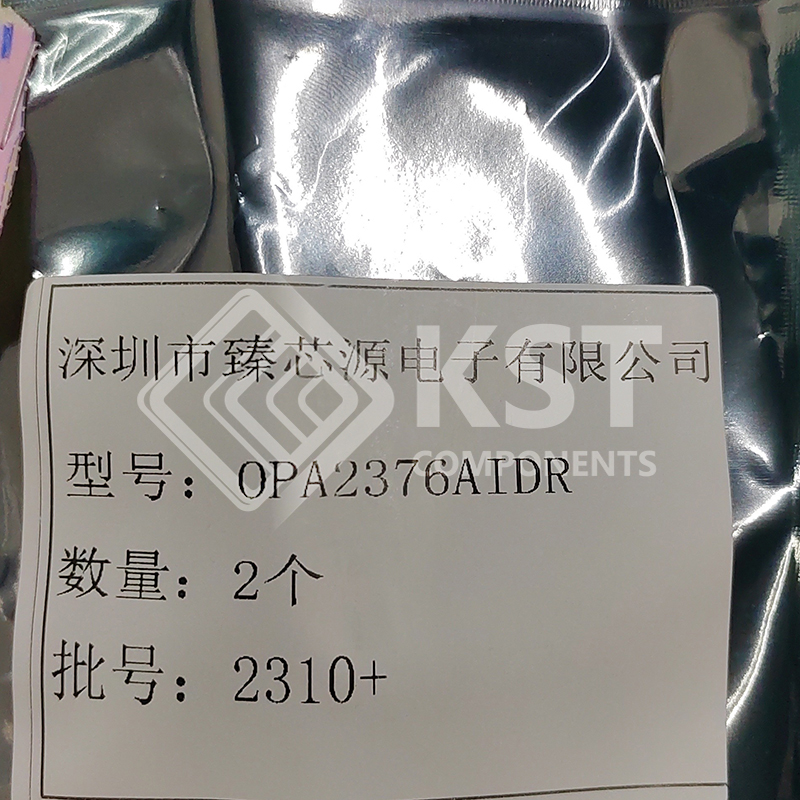 深圳市臻芯源电子有限公司
KST
COMPONENTS
型号：OPA2376AIDR
数量：2个
批号：2310+